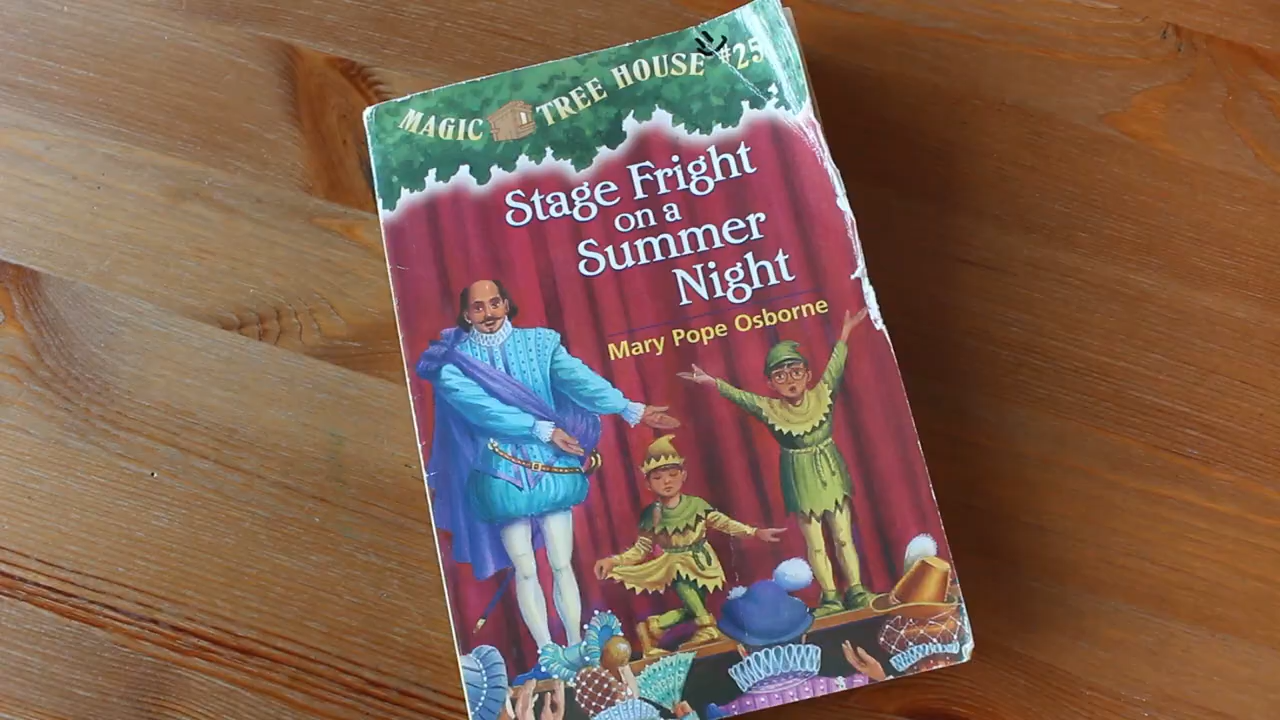 MAGIC TREE HOUSE #25
Stage Fright
on a
Summer
Night
Mary Pope Osborne